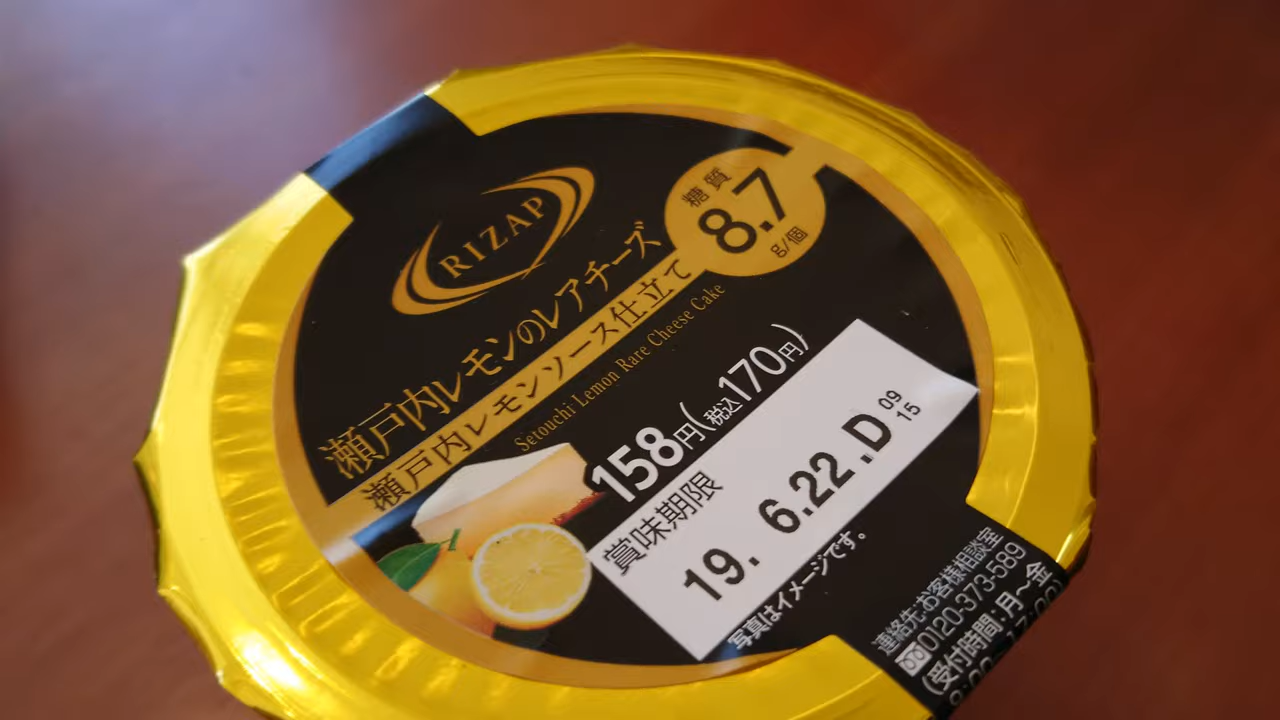 RIZAP
糖質
8.7
g/個
瀬戸内レモンのレアチーズ
瀬戸内レモンソース仕立て
Setouchi Lemon Rare Cheese Cake
158円(税込170円)
賞味期限
19. 6.22 .D 09
15
写真はイメージです。
連絡先:お客様相談室
0120-373-589
(受付時間:月~金
9:00~17:00)